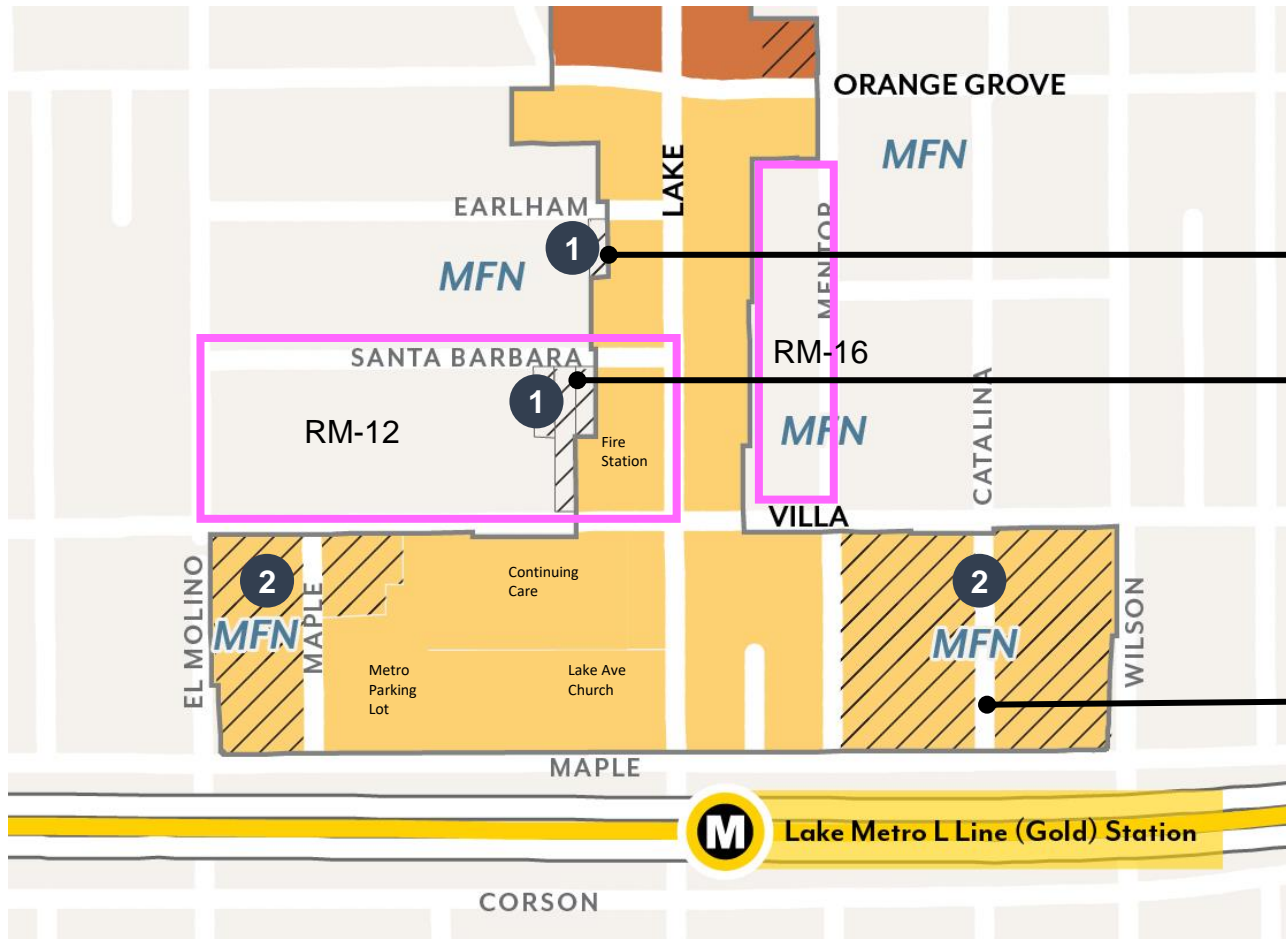 ORANGE GROVE
MFN
LAKE
EARLHAM
1
MFN
MENTOR
SANTA BARBARA
RM-16
1
RM-12
MFN
CATALINA
Fire
Station
VILLA
EL MOLINO
2
MFN
MAPLE
Continuing
Care
2
MFN
WILSON
Metro
Parking
Lot
Lake Ave
Church
MAPLE
M
Lake Metro L Line (Gold) Station
CORSON